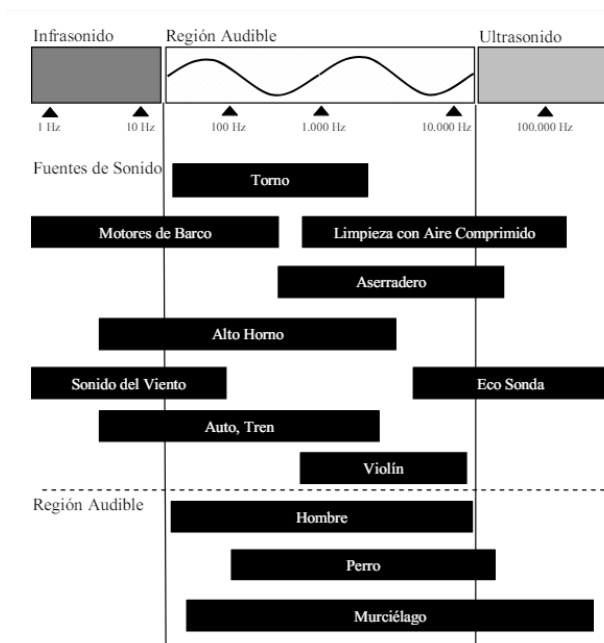 Infrasonido Región Audible Ultrasonido
1 Hz 10 Hz 100 Hz 1.000 Hz 10.000 Hz 100.000 Hz
Fuentes de Sonido
Torno
Motores de Barco Limpieza con Aire Comprimido
Aserradero
Alto Horno
Sonido del Viento Eco Sonda
Auto, Tren
Violín
Región Audible
Hombre
Perro
Murciélago